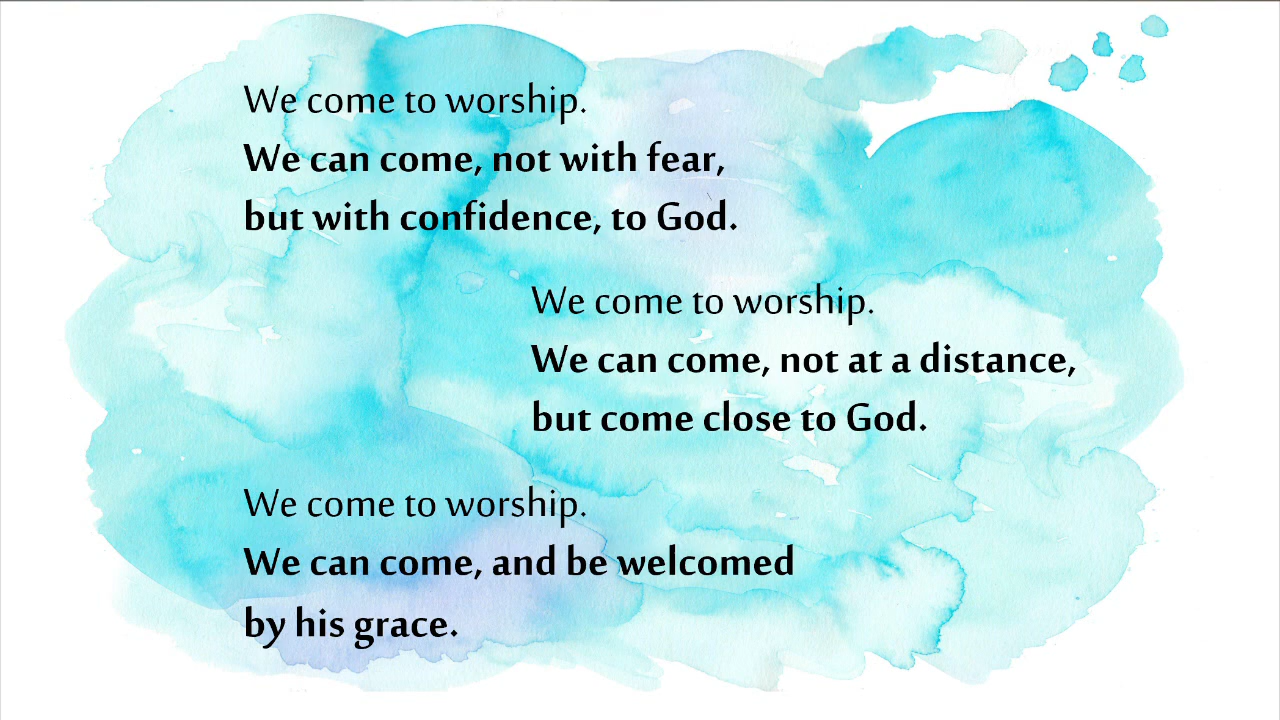 We come to worship.
We can come, not with fear,
but with confidence, to God.
We come to worship.
We can come, not at a distance,
but come close to God.
We come to worship.
We can come, and be welcomed
by his grace.